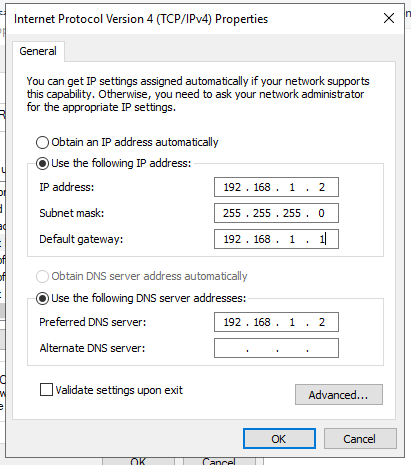 Internet Protocol Version 4 (TCP/IPv4) Properties
General
You can get IP settings assigned automatically if your network supports
this capability. Otherwise, you need to ask your network administrator
for the appropriate IP settings.
Obtain an IP address automatically
Use the following IP address:
IP address: 192 . 168 . 1 . 2
Subnet mask: 255 . 255 . 255 . 0
Default gateway: 192 . 168 . 1 . 1
Obtain DNS server address automatically
Use the following DNS server addresses:
Preferred DNS server: 192 . 168 . 1 . 2
Alternate DNS server: . . .
Validate settings upon exit
Advanced...
OK Cancel
OK Cancel